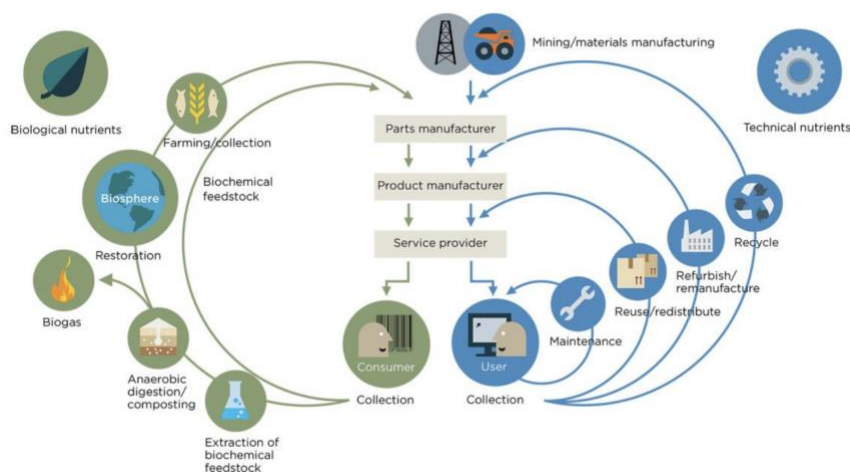 Mining/materials manufacturing
Biological nutrients
Technical nutrients
Farming/collection
Parts manufacturer
Biochemical
feedstock
Product manufacturer
Biosphere
Restoration
Service provider
Recycle
Refurbish/
remanufacture
Biogas
Reuse/redistribute
Maintenance
Consumer
User
Anaerobic
digestion/
composting
Collection
Collection
Extraction of
biochemical
feedstock